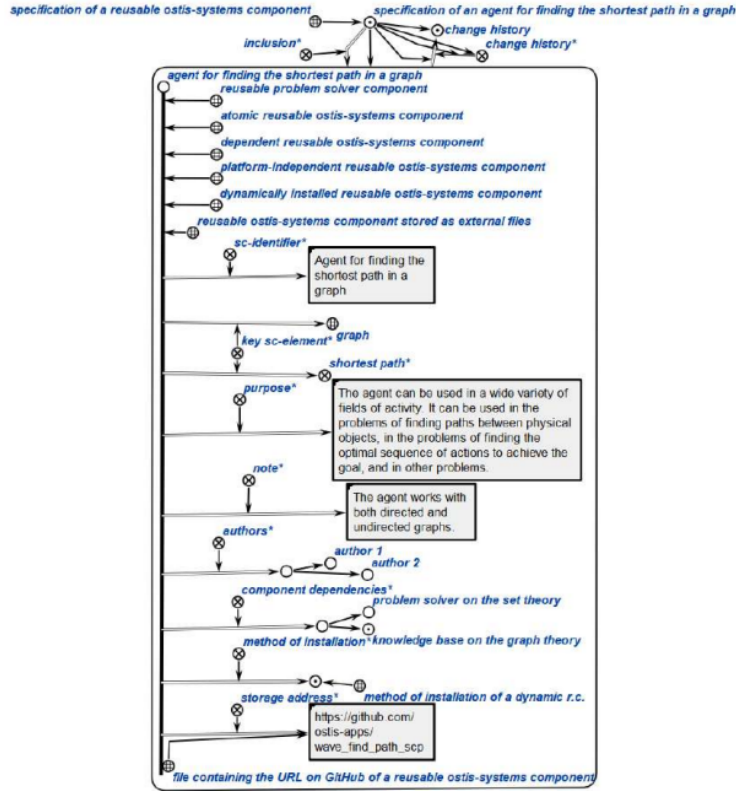 specification of a reusable ostis-systems component
specification of an agent for finding the shortest path in a graph
change history
inclusion*
change history*
agent for finding the shortest path in a graph
reusable problem solver component
atomic reusable ostis-systems component
dependent reusable ostis-systems component
platform-independent reusable ostis-systems component
dynamically installed reusable ostis-systems component
reusable ostis-systems component stored as external files
sc-identifier*
Agent for finding the
shortest path in a
graph
key sc-element*
graph
shortest path*
purpose*
The agent can be used in a wide variety of
fields of activity. It can be used in the
problems of finding paths between physical
objects, in the problems of finding the
optimal sequence of actions to achieve the
goal, and in other problems.
note*
The agent works with
both directed and
undirected graphs.
authors*
author 1
author 2
component dependencies*
problem solver on the set theory
method of installation*
knowledge base on the graph theory
storage address*
method of installation of a dynamic r.c.
https://github.com/
ostis-apps/
wave_find_path_scp
file containing the URL on GitHub of a reusable ostis-systems component